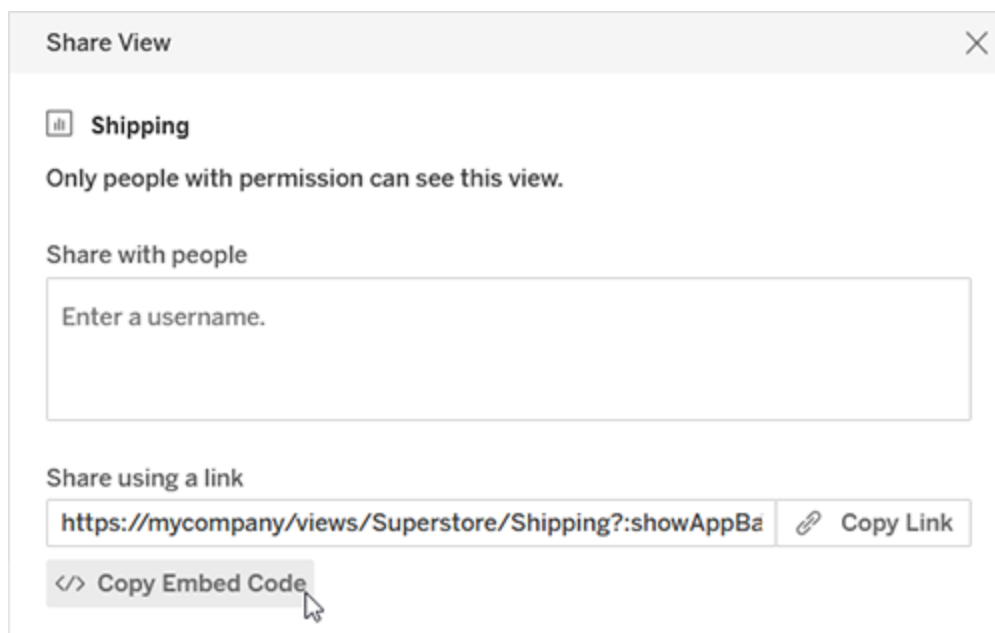 Share View
Shipping
Only people with permission can see this view.
Share with people
Enter a username.
Share using a link
https://mycompany/views/Superstore/Shipping?:showAppBa
Copy Link
</> Copy Embed Code